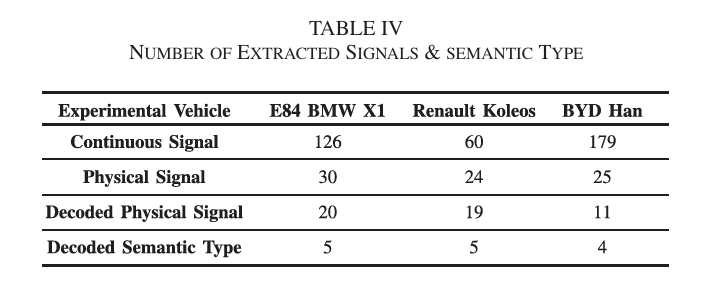 TABLE IV
NUMBER OF EXTRACTED SIGNALS & SEMANTIC TYPE
Experimental Vehicle E84 BMW X1 Renault Koleos BYD Han
Continuous Signal 126 60 179
Physical Signal 30 24 25
Decoded Physical Signal 20 19 11
Decoded Semantic Type 5 5 4